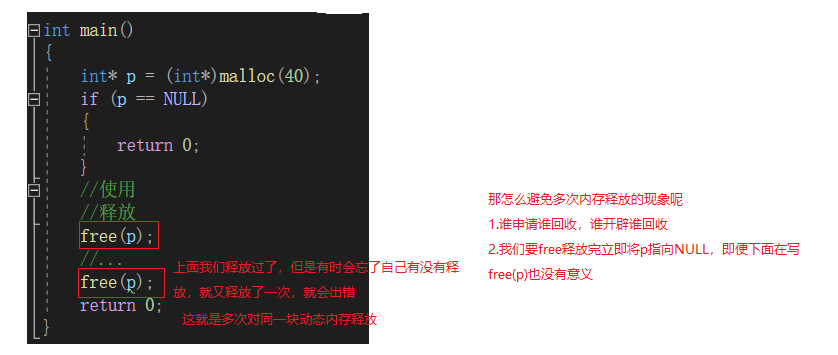 int main()
{
int* p = (int*)malloc(40);
if (p == NULL)
{
return 0;
}
//使用
//释放
free(p);
//...
free(p);
return 0;
}
上面我们释放过了，但是有时会忘了自己有没有释
放，就又释放了一次，就会出错
这就是多次对同一块动态内存释放
那怎么避免多次内存释放的现象呢
1.谁申请谁回收，谁开辟谁回收
2.我们要free释放完立即将p指向NULL，即便下面在写
free(p)也没有意义